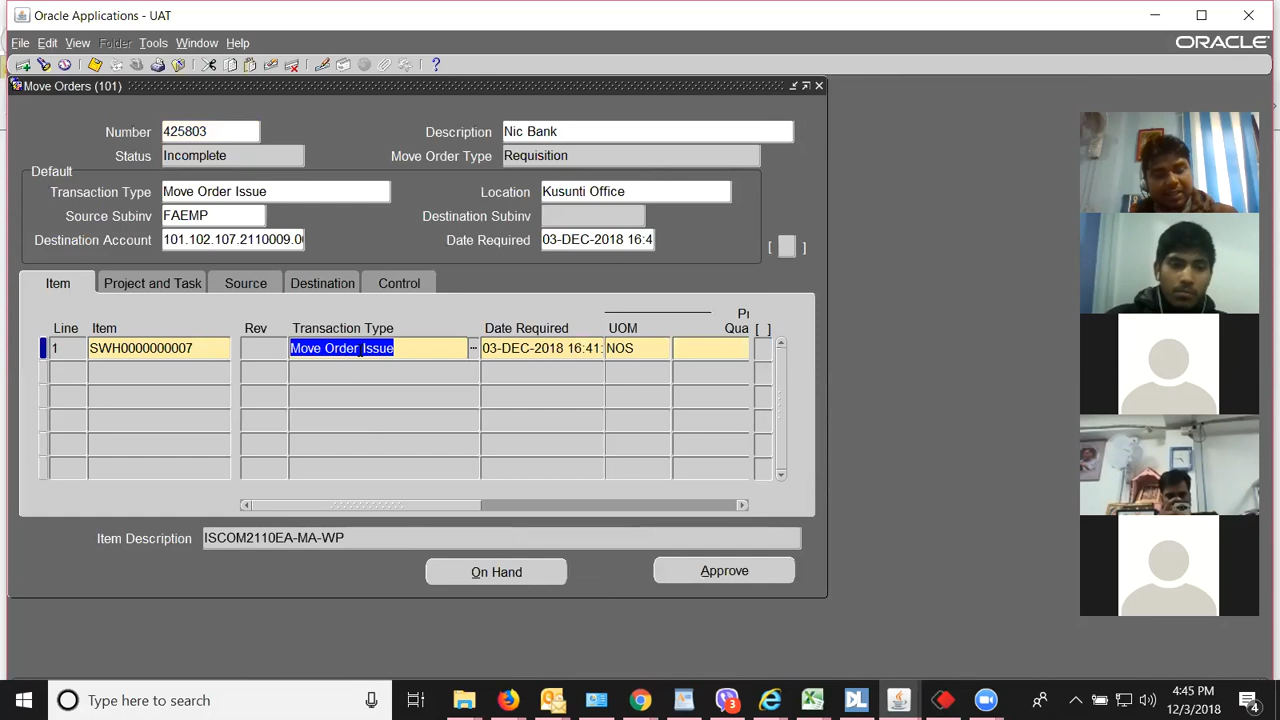 Oracle Applications - UAT
File Edit View Folder Tools Window Help
ORACLE
Move Orders (101)
Number 425803
Description Nic Bank
Status Incomplete
Move Order Type Requisition
Default
Transaction Type Move Order Issue
Location Kusunti Office
Source Subinv FAEMP
Destination Subinv
Destination Account 101.102.107.2110009.0
Date Required 03-DEC-2018 16:4
[ ]
Item Project and Task Source Destination Control
Line Item Rev Transaction Type Date Required UOM Pr
Qua [ ]
1 SWH0000000007 Move Order Issue 03-DEC-2018 16:41: NOS
Item Description ISCOM2110EA-MA-WP
On Hand Approve
Type here to search
3
4:45 PM
12/3/2018
4